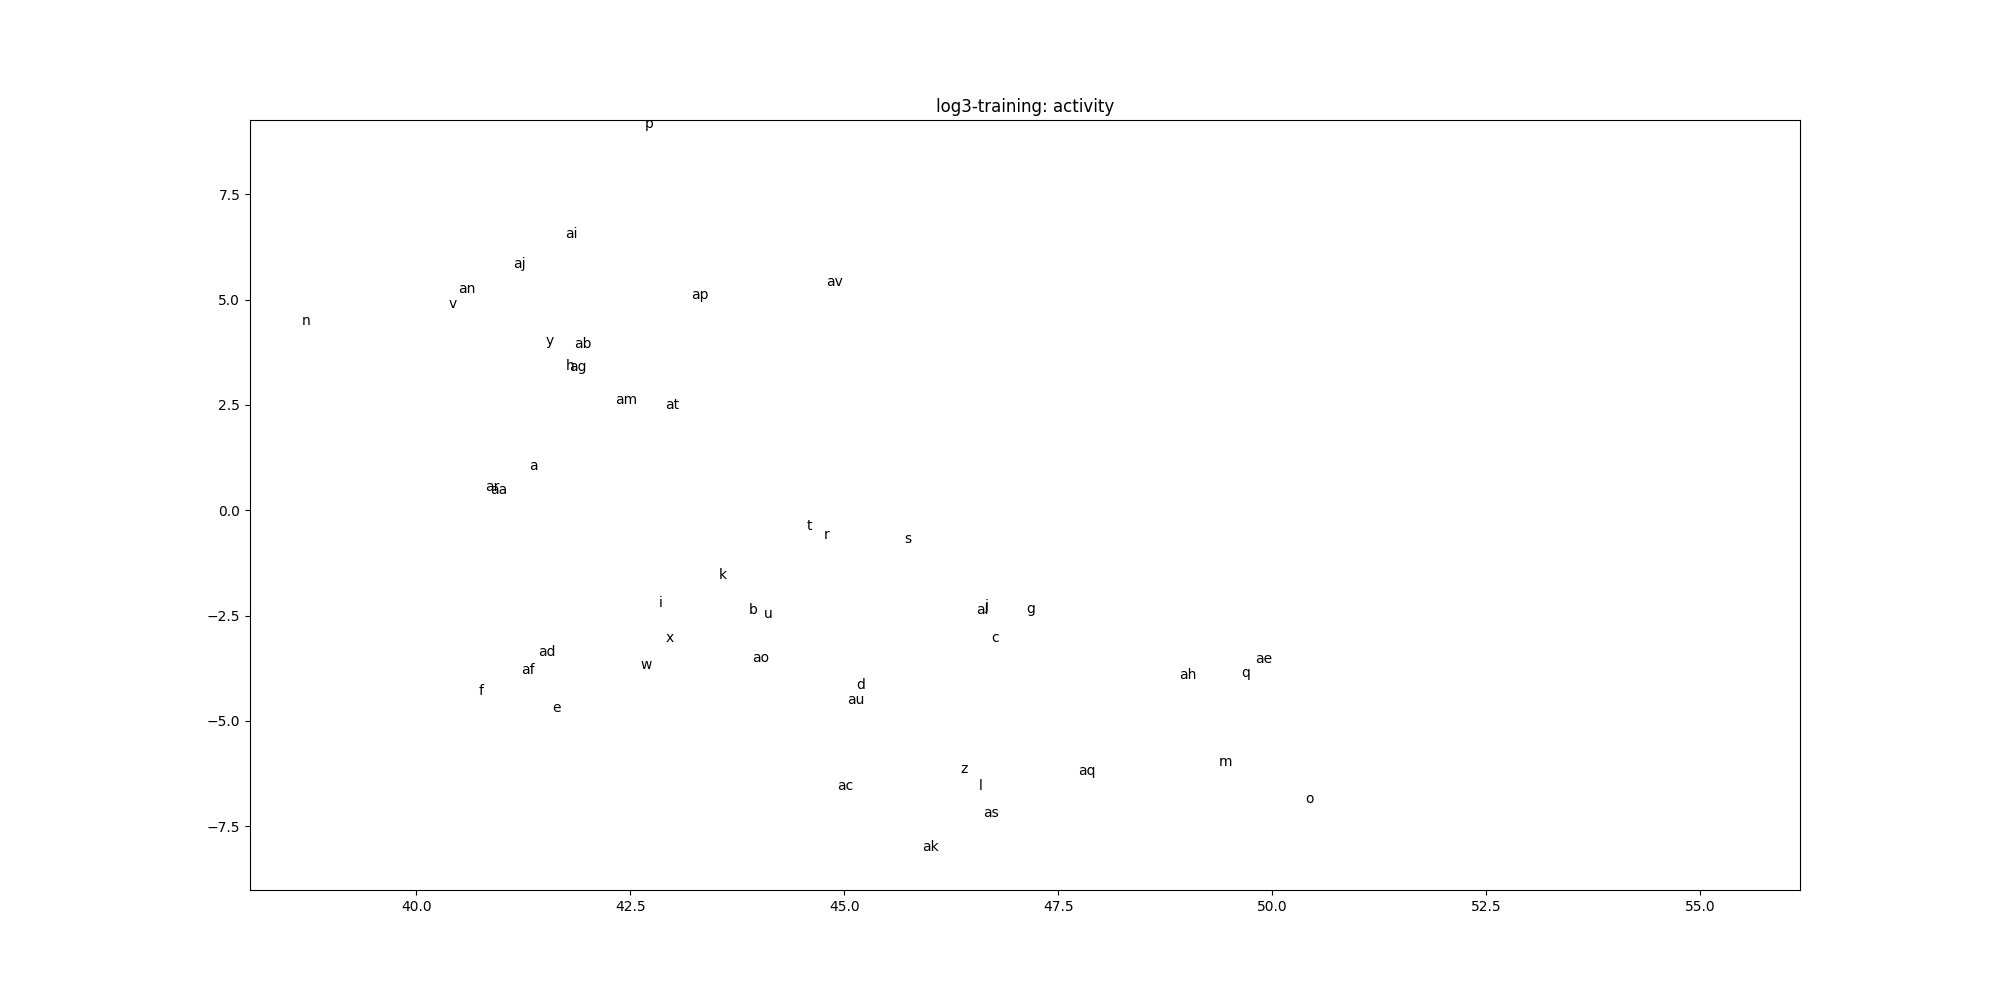 log3-training: activity
p
7.5
ai
aj
av
an
ap
5.0
v
n
y
ab
h
ag
am
at
2.5
a
ar
aa
0.0
t
r
s
k
i
j
al
b
g
u
−2.5
x
c
ad
ao
ae
w
af
q
ah
d
f
au
e
−5.0
m
z
aq
ac
l
o
as
−7.5
ak
40.0 42.5 45.0 47.5 50.0 52.5 55.0